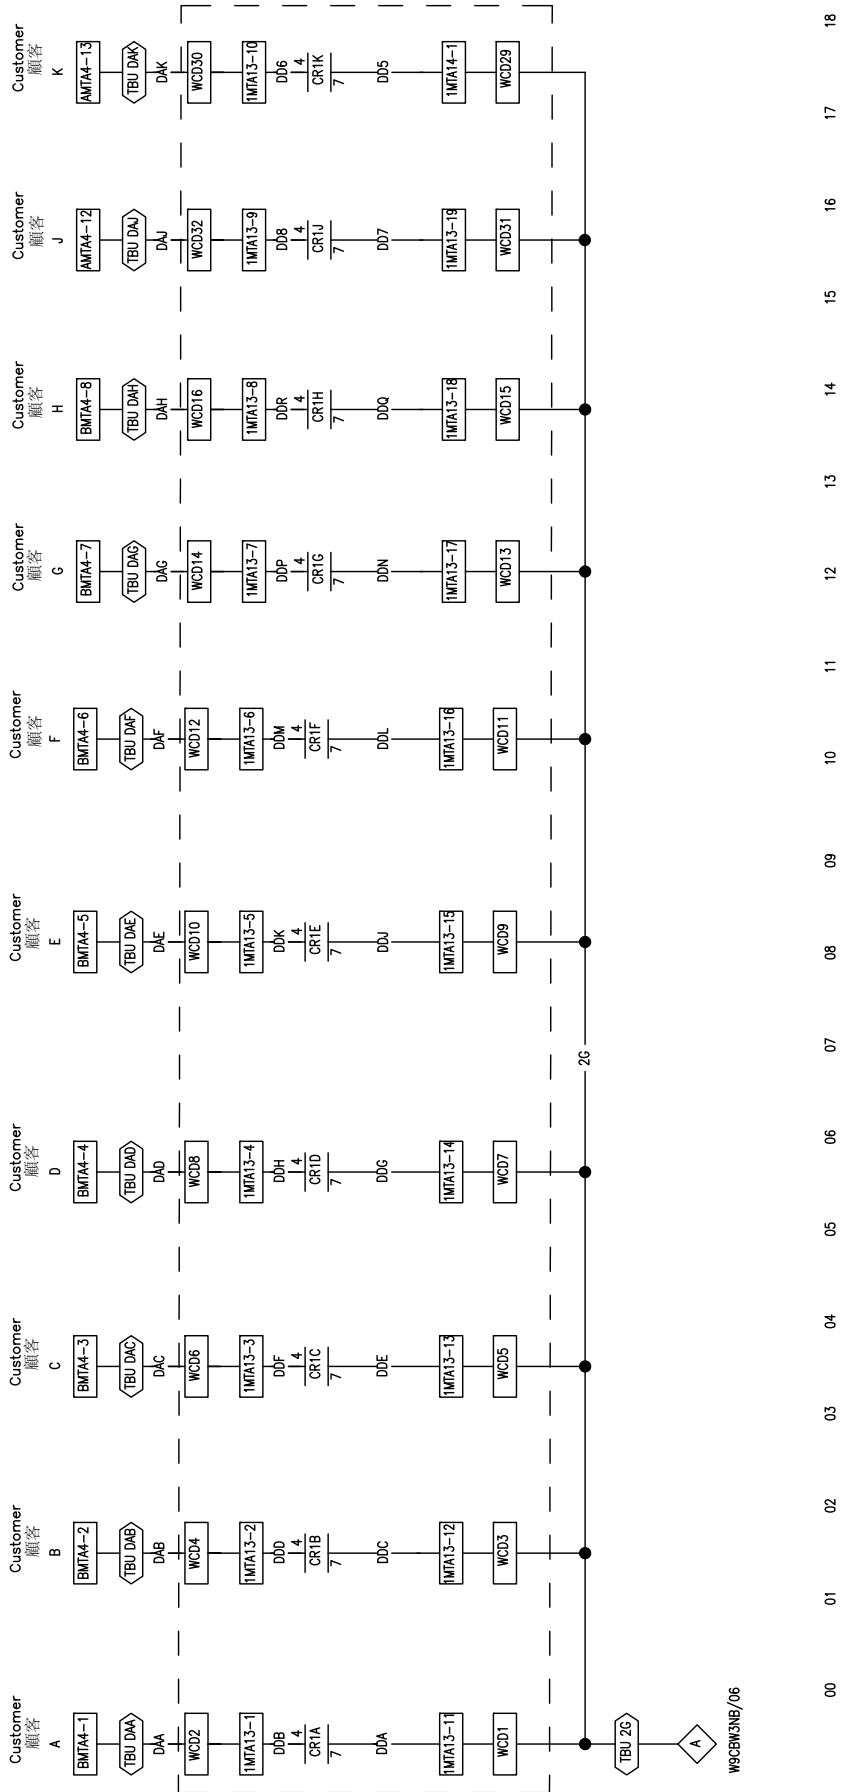 Customer
顧客
A
BMTA4-1
TBU DAA
DAA
WCD2
1MTA13-1
DDB
4
CR1A
7
DDA
1MTA13-11
WCD1
Customer
顧客
B
BMTA4-2
TBU DAB
DAB
WCD4
1MTA13-2
DDD
4
CR1B
7
DDC
1MTA13-12
WCD3
Customer
顧客
C
BMTA4-3
TBU DAC
DAC
WCD6
1MTA13-3
DDF
4
CR1C
7
DDE
1MTA13-13
WCD5
Customer
顧客
D
BMTA4-4
TBU DAD
DAD
WCD8
1MTA13-4
DDH
4
CR1D
7
DDG
1MTA13-14
WCD7
Customer
顧客
E
BMTA4-5
TBU DAE
DAE
WCD10
1MTA13-5
DDK
4
CR1E
7
DDJ
1MTA13-15
WCD9
Customer
顧客
F
BMTA4-6
TBU DAF
DAF
WCD12
1MTA13-6
DDM
4
CR1F
7
DDL
1MTA13-16
WCD11
Customer
顧客
G
BMTA4-7
TBU DAG
DAG
WCD14
1MTA13-7
DDP
4
CR1G
7
DDN
1MTA13-17
WCD13
Customer
顧客
H
BMTA4-8
TBU DAH
DAH
WCD16
1MTA13-8
DDR
4
CR1H
7
DDQ
1MTA13-18
WCD15
Customer
顧客
J
AMTA4-12
TBU DAJ
DAJ
WCD32
1MTA13-9
DD8
4
CR1J
7
DD7
1MTA13-19
WCD31
Customer
顧客
K
AMTA4-13
TBU DAK
DAK
WCD30
1MTA13-10
DD6
4
CR1K
7
DD5
1MTA14-1
WCD29
2G
TBU 2G
A
W9CBW3NB/06
00
01
02
03
04
05
06
07
08
09
10
11
12
13
14
15
16
17
18